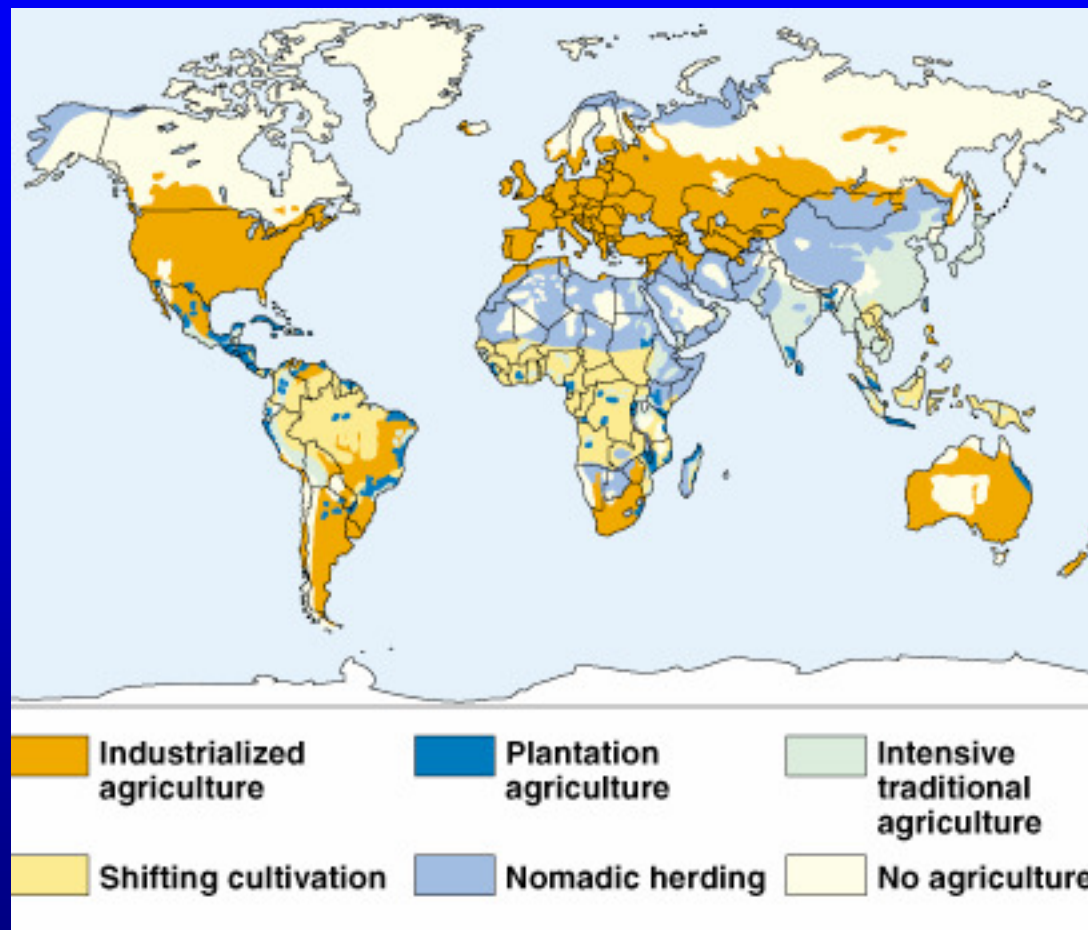 Industrialized
agriculture
Plantation
agriculture
Intensive
traditional
agriculture
Shifting cultivation
Nomadic herding
No agriculture